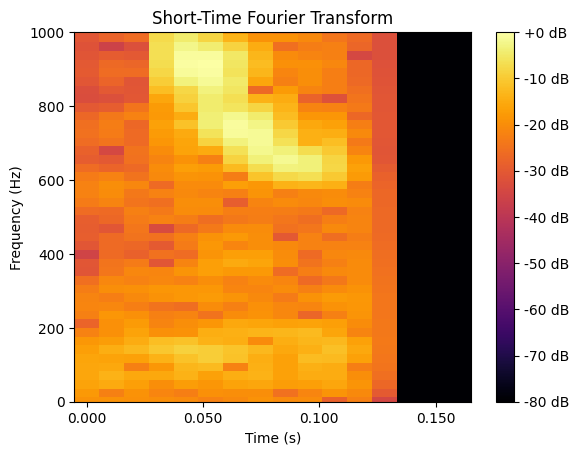 Short-Time Fourier Transform
1000
800
600
400
200
0
Frequency (Hz)
0.000
0.050
0.100
0.150
Time (s)
+0 dB
-10 dB
-20 dB
-30 dB
-40 dB
-50 dB
-60 dB
-70 dB
-80 dB